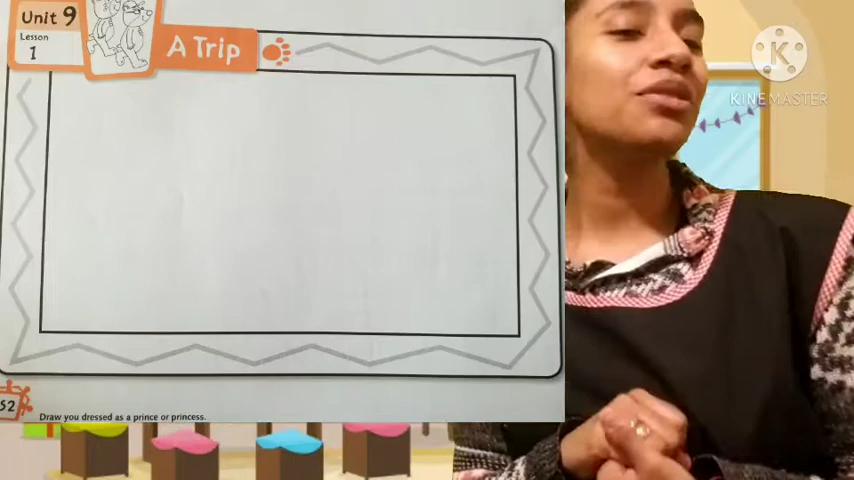 Unit 9
Lesson
1
A Trip
K
KINEMASTER
52
Draw you dressed as a prince or princess.